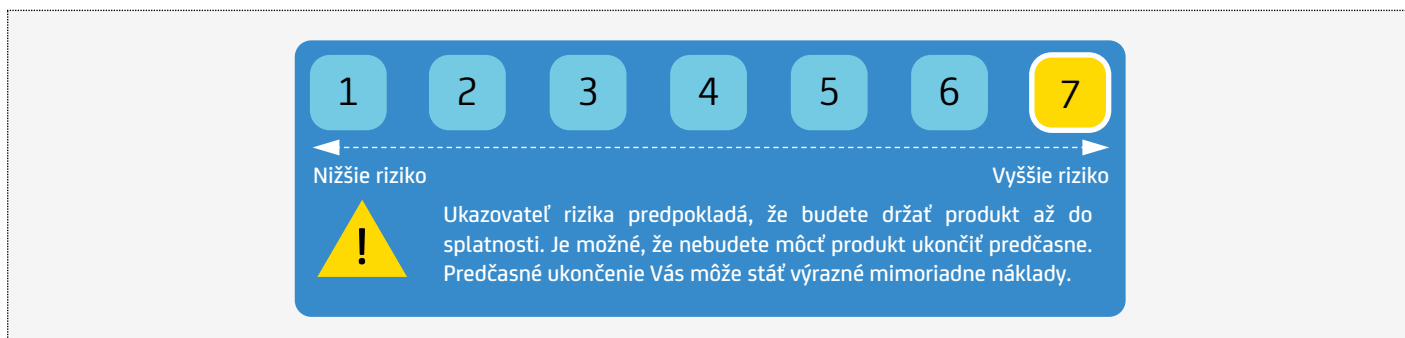 1 2 3 4 5 6 7
Nižšie riziko Vyššie riziko
!
Ukazovateľ rizika predpokladá, že budete držať produkt až do
splatnosti. Je možné, že nebudete môcť produkt ukončiť predčasne.
Predčasné ukončenie Vás môže stáť výrazné mimoriadne náklady.